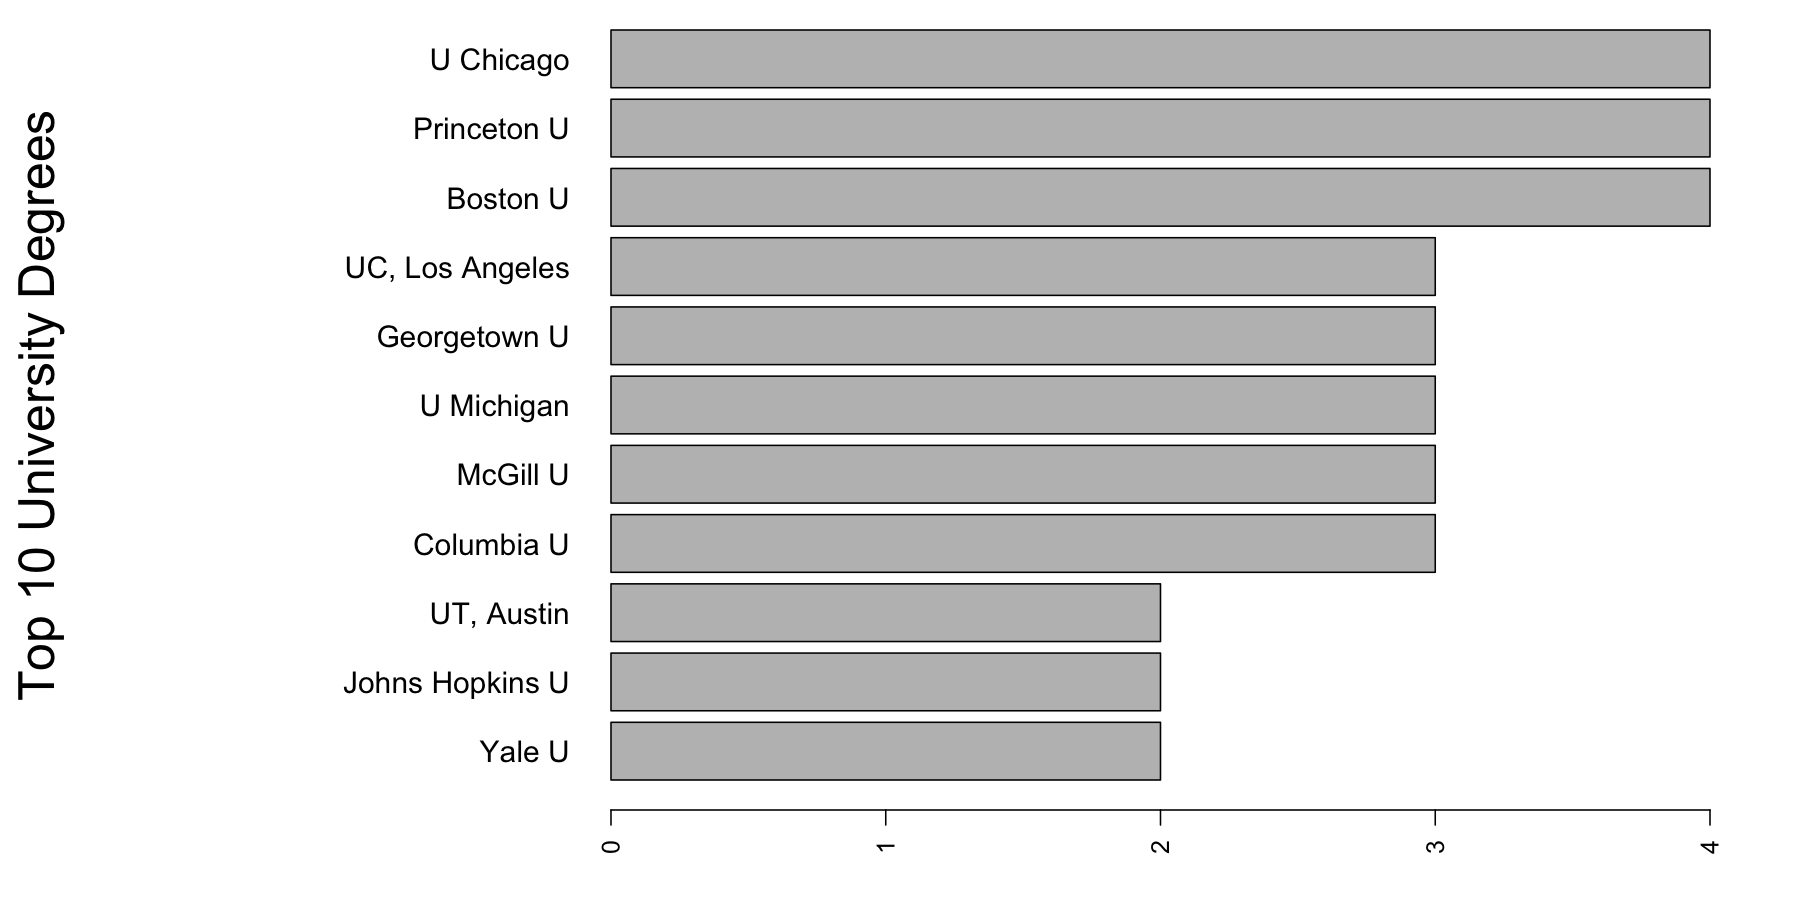 Top 10 University Degrees
U Chicago
Princeton U
Boston U
UC, Los Angeles
Georgetown U
U Michigan
McGill U
Columbia U
UT, Austin
Johns Hopkins U
Yale U
0 1 2 3 4